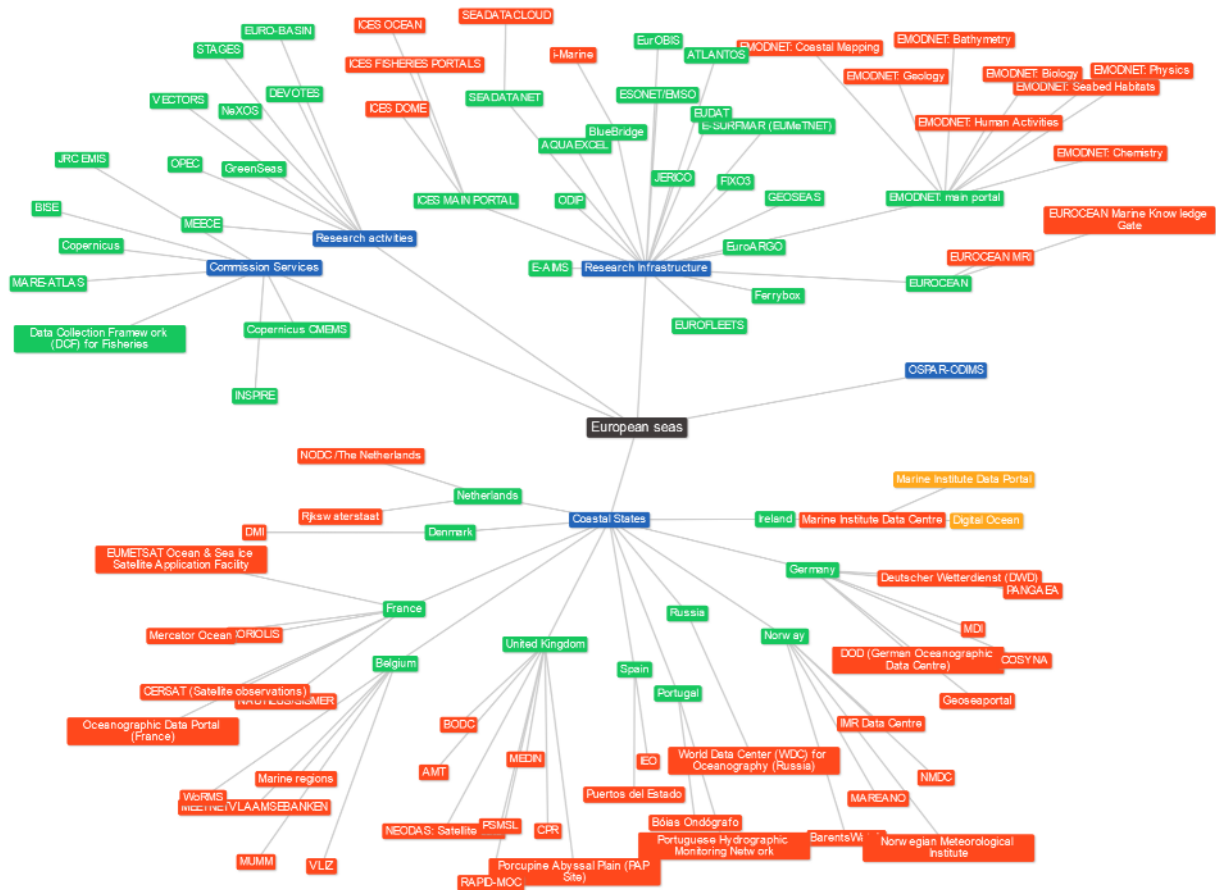 EURO-BASIN
ICES OCEAN
SEADATACLOUD
EurOBIS
EMODNET: Coastal Mapping
ATLANTOS
EMODNET: Bathymetry
STAGES
ICES FISHERIES PORTALS
i-Marine
EMODNET: Geology
EMODNET: Biology
EMODNET: Physics
EMODNET: Seabed Habitats
VECTORS
DEVOTES
NeXOS
ICES DOME
SEADATANET
ESONET/EMSO
EUDAT
E-SURFMAR (EUMeTNET)
EMODNET: Human Activities
BlueBridge
AQUAEXCEL
JRC EMIS
OPEC
GreenSeas
JERICO
FIXO3
EMODNET: Chemistry
BISE
MEECE
ICES MAIN PORTAL
ODIP
GEOSEAS
EMODNET: main portal
EUROCEAN Marine Knowledge
Gate
Copernicus
Research activities
EuroARGO
EUROCEAN MRI
MARE-ATLAS
Commission Services
E-AIMS
Research Infrastructure
EUROCEAN
Ferrybox
Data Collection Framework
(DCF) for Fisheries
Copernicus CMEMS
EUROFLEETS
INSPIRE
OSPAR-ODIMS
European seas
NODC /The Netherlands
Netherlands
Marine Institute Data Portal
Rijkswaterstaat
Coastal States
Ireland
Marine Institute Data Centre
Digital Ocean
DMI
Denmark
EUMETSAT Ocean & Sea Ice
Satellite Application Facility
Germany
Deutscher Wetterdienst (DWD)
PANGAEA
France
Russia
Mercator Ocean
CORIOLIS
United Kingdom
Norway
MDI
Belgium
Spain
DOD (German Oceanographic
Data Centre)
COSYNA
CERSAT (Satellite observations)
NAUTILUS/SISMER
Portugal
Geoseaportal
Oceanographic Data Portal
(France)
BODC
IMR Data Centre
AMT
MEDIN
IEO
World Data Center (WDC) for
Oceanography (Russia)
Marine regions
NMDC
WoRMS
MEETNET VLAAMSEBANKEN
Puertos del Estado
MAREANO
NEODAS: Satellite
PSMSL
CPR
Bóias Ondógrafo
MUMM
VLIZ
Portuguese Hydrographic
Monitoring Network
Norwegian Meteorological
Institute
Porcupine Abyssal Plain (PAP
Site)
RAPID-MOC